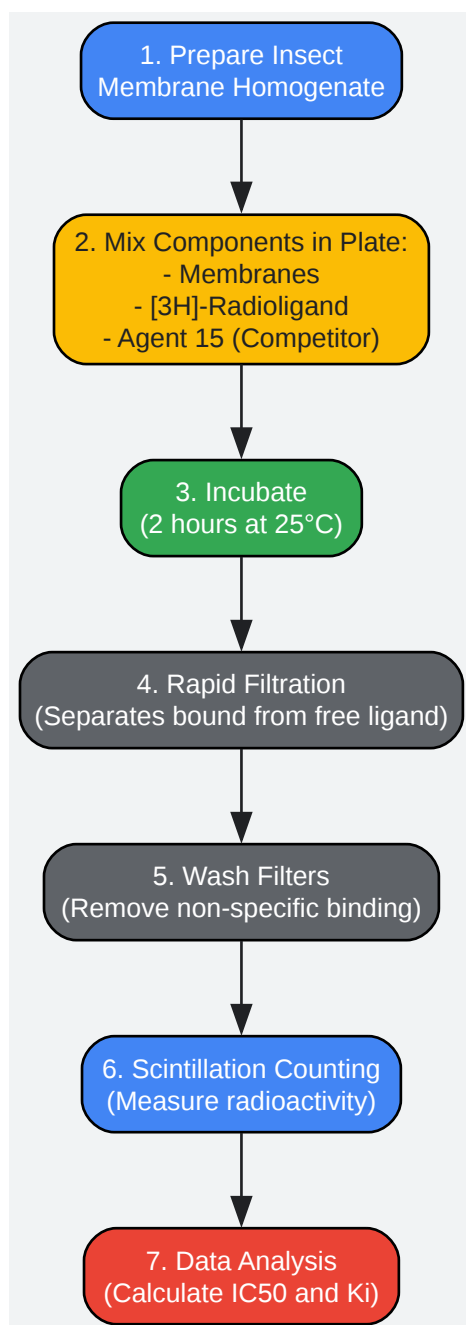 1. Prepare Insect
Membrane Homogenate
2. Mix Components in Plate:
- Membranes
- [3H]-Radioligand
- Agent 15 (Competitor)
3. Incubate
(2 hours at 25°C)
4. Rapid Filtration
(Separates bound from free ligand)
5. Wash Filters
(Remove non-specific binding)
6. Scintillation Counting
(Measure radioactivity)
7. Data Analysis
(Calculate IC50 and Ki)